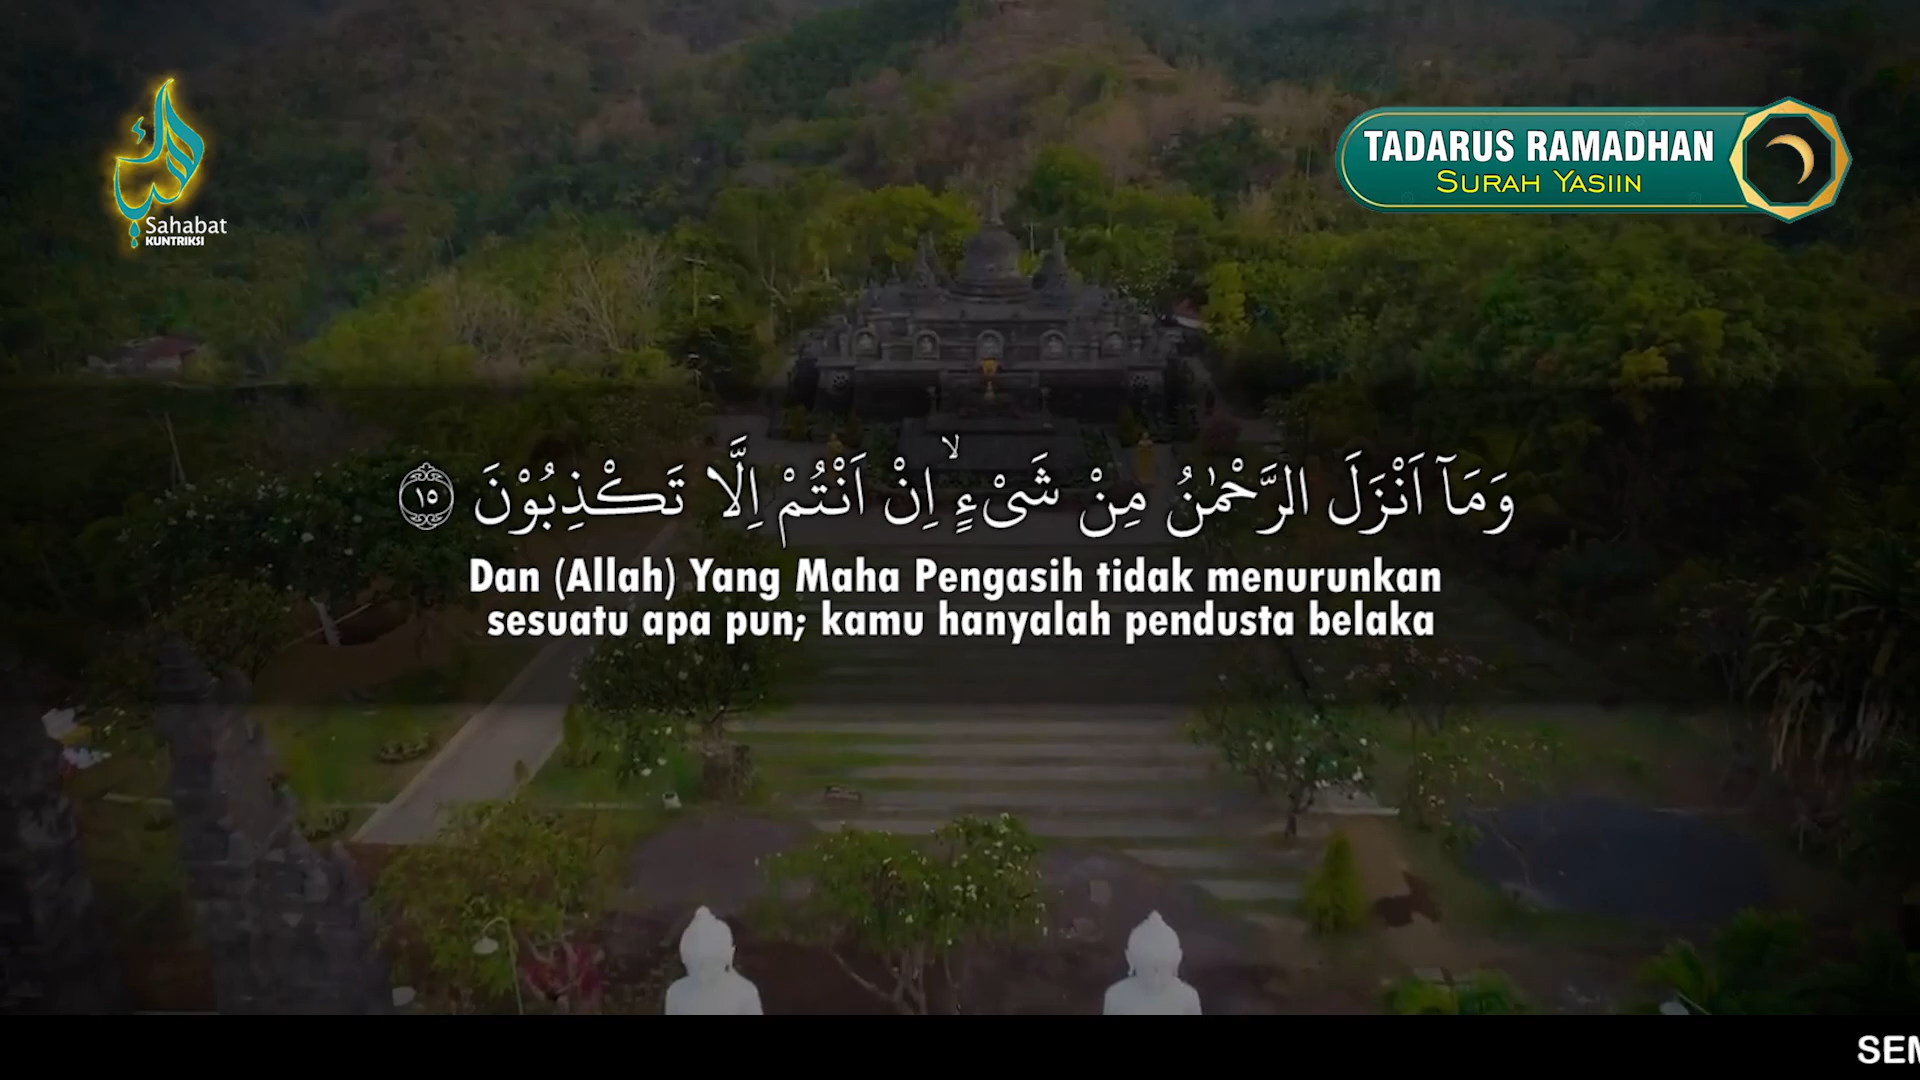 Sahabat
KUNTRIKSI
TADARUS RAMADHAN
SURAH YASIIN
وَمَآ اَنْزَلَ الرَّحْمٰنُ مِنْ شَيْءٍۙ اِنْ اَنْتُمْ اِلَّا تَكْذِبُوْنَ ١٥
Dan (Allah) Yang Maha Pengasih tidak menurunkan
sesuatu apa pun; kamu hanyalah pendusta belaka